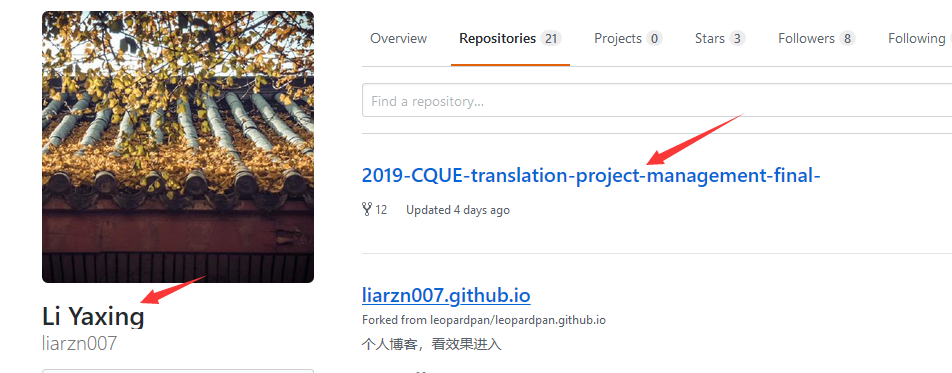 Overview Repositories 21 Projects 0 Stars 3 Followers 8 Following
Find a repository...
2019-CQUE-translation-project-management-final-
12 Updated 4 days ago
Li Yaxing
liarzn007
liarzn007.github.io
Forked from leopardpan/leopardpan.github.io
个人博客，看效果进入